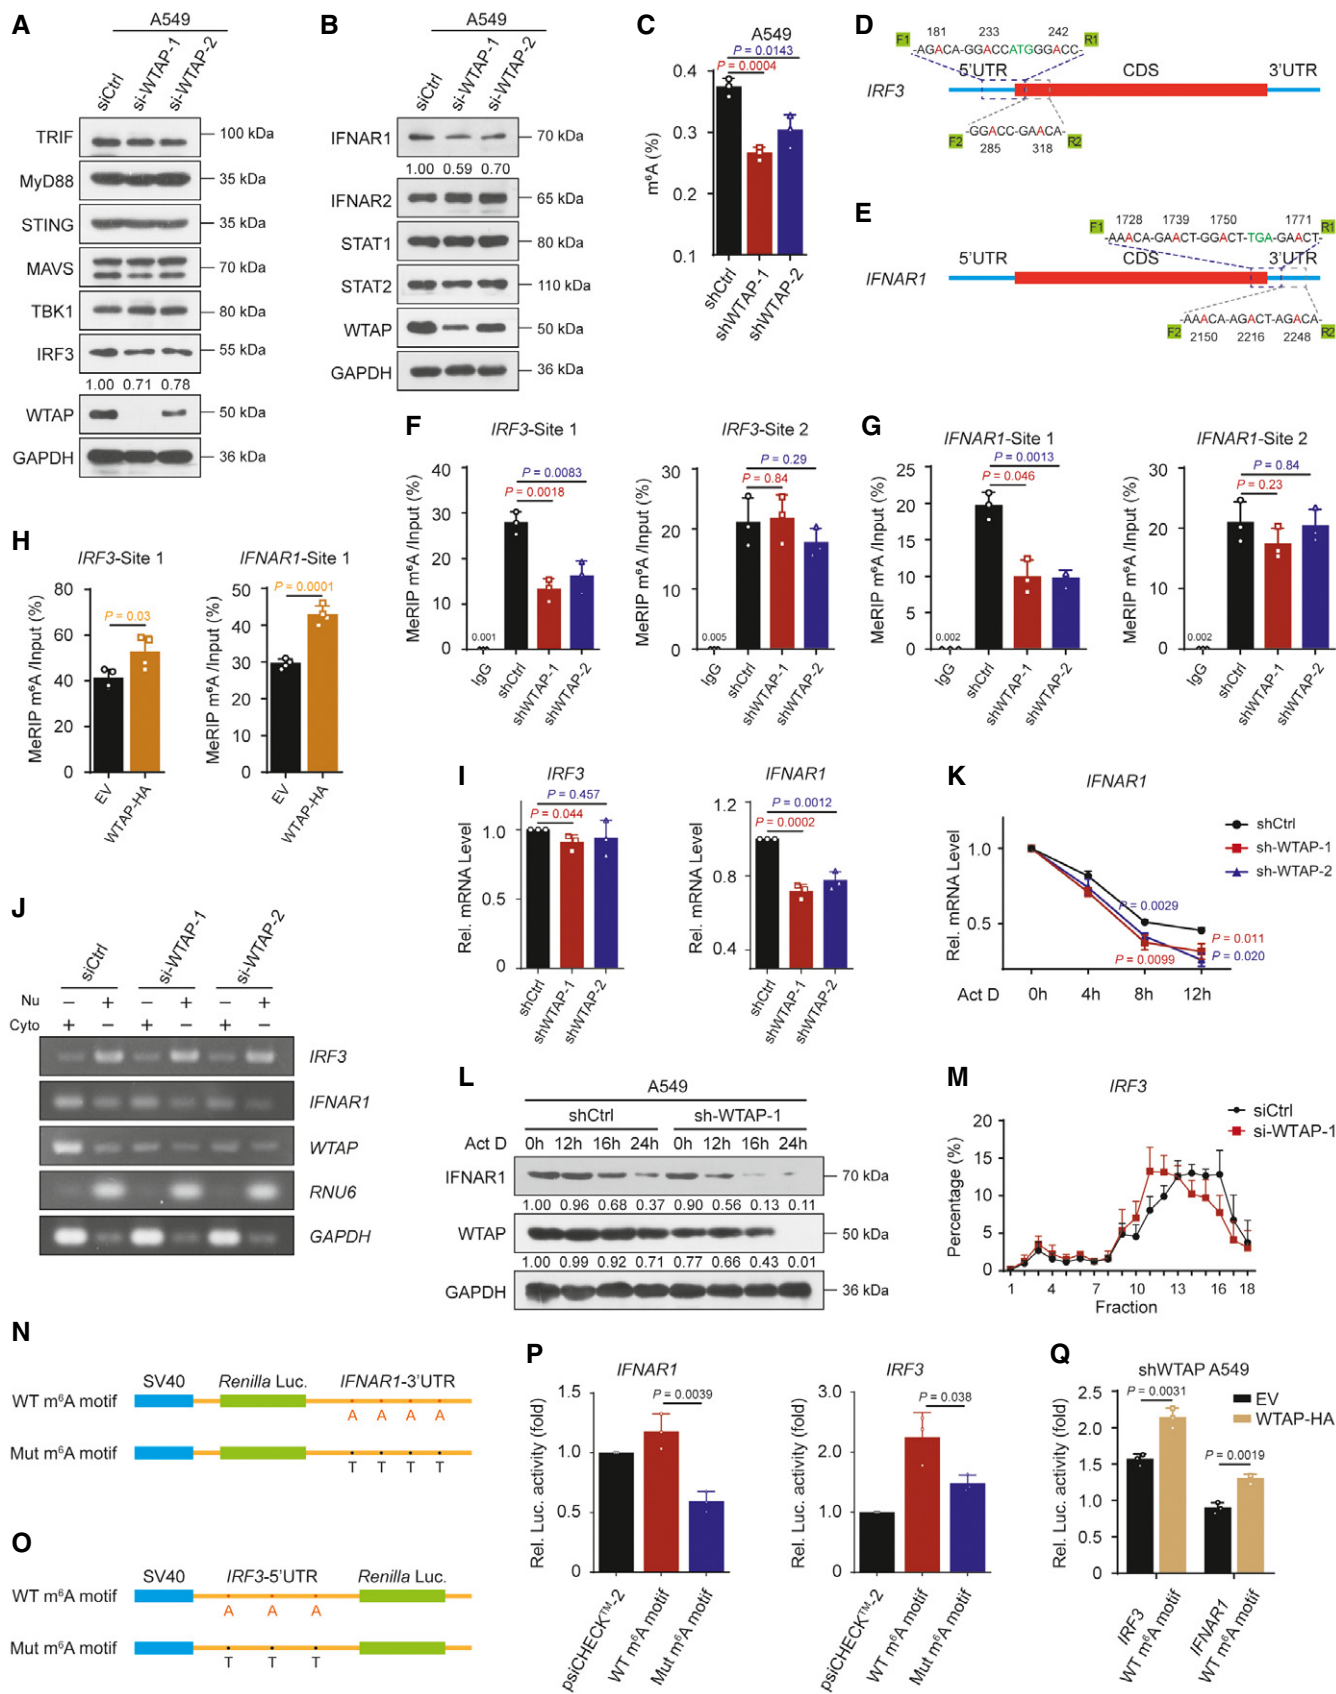 A
A549
siCtrl
si-WTAP-1
si-WTAP-2
TRIF
100 kDa
MyD88
35 kDa
STING
35 kDa
MAVS
70 kDa
TBK1
80 kDa
IRF3
55 kDa
1.00 0.71 0.78
WTAP
50 kDa
GAPDH
36 kDa
B
A549
siCtrl
si-WTAP-1
si-WTAP-2
IFNAR1
70 kDa
1.00 0.59 0.70
IFNAR2
65 kDa
STAT1
80 kDa
STAT2
110 kDa
WTAP
50 kDa
GAPDH
36 kDa
C
A549
P = 0.0143
P = 0.0004
m⁶A (%)
0.4
0.3
0.2
0.1
shCtrl
shWTAP-1
shWTAP-2
D
181 233 242
F1 -AGACA-GGACCATGGGACC- R1
5'UTR CDS 3'UTR
IRF3
F2 -GGACC-GAACA- R2
285 318
E
1728 1739 1750 1771
F1 -AAACA-GAACT-GGACT-TGA-GAACT- R1
5'UTR CDS 3'UTR
IFNAR1
F2 -AAACA-AGACT-AGACA- R2
2150 2216 2248
F
IRF3-Site 1
P = 0.0083
P = 0.0018
MeRIP m⁶A /Input (%)
40
30
20
10
0
0.001
IgG
shCtrl
shWTAP-1
shWTAP-2
IRF3-Site 2
P = 0.29
P = 0.84
MeRIP m⁶A /Input (%)
30
20
10
0
0.005
IgG
shCtrl
shWTAP-1
shWTAP-2
G
IFNAR1-Site 1
P = 0.0013
P = 0.046
MeRIP m⁶A /Input (%)
25
20
15
10
5
0
0.002
IgG
shCtrl
shWTAP-1
shWTAP-2
IFNAR1-Site 2
P = 0.84
P = 0.23
MeRIP m⁶A /Input (%)
30
20
10
0
0.002
IgG
shCtrl
shWTAP-1
shWTAP-2
H
IRF3-Site 1
P = 0.03
MeRIP m⁶A /Input (%)
80
60
40
20
0
EV
WTAP-HA
IFNAR1-Site 1
P = 0.0001
MeRIP m⁶A /Input (%)
50
40
30
20
10
0
EV
WTAP-HA
I
IRF3
P = 0.457
P = 0.044
Rel. mRNA Level
1.0
0.5
0
shCtrl
shWTAP-1
shWTAP-2
IFNAR1
P = 0.0012
P = 0.0002
Rel. mRNA Level
1.2
0.8
0.4
shCtrl
shWTAP-1
shWTAP-2
K
IFNAR1
shCtrl
sh-WTAP-1
sh-WTAP-2
Rel. mRNA Level
1.0
0.5
P = 0.0029
P = 0.0099
P = 0.011
P = 0.020
Act D 0h 4h 8h 12h
J
siCtrl
si-WTAP-1
si-WTAP-2
Nu – + – + – +
Cyto + – + – + –
IRF3
IFNAR1
WTAP
RNU6
GAPDH
L
A549
shCtrl sh-WTAP-1
Act D 0h 12h 16h 24h 0h 12h 16h 24h
IFNAR1
70 kDa
1.00 0.96 0.68 0.37 0.90 0.56 0.13 0.11
WTAP
50 kDa
1.00 0.99 0.92 0.71 0.77 0.66 0.43 0.01
GAPDH
36 kDa
M
IRF3
siCtrl
si-WTAP-1
Percentage (%)
20
15
10
5
0
1 4 7 10 13 16 18
Fraction
N
SV40 Renilla Luc. IFNAR1-3'UTR
WT m⁶A motif
A A A A
Mut m⁶A motif
T T T T
O
SV40 IRF3-5'UTR Renilla Luc.
WT m⁶A motif
A A A
Mut m⁶A motif
T T T
P
IFNAR1
P = 0.0039
Rel. Luc. activity (fold)
1.5
1.0
0.5
0
psiCHECK™-2
WT m⁶A motif
Mut m⁶A motif
IRF3
P = 0.038
Rel. Luc. activity (fold)
3.0
2.0
1.0
0
psiCHECK™-2
WT m⁶A motif
Mut m⁶A motif
Q
shWTAP A549
P = 0.0031
EV
WTAP-HA
P = 0.0019
Rel. Luc. activity (fold)
2.5
2.0
1.5
1.0
0.5
0
IRF3
WT m⁶A motif
IFNAR1
WT m⁶A motif